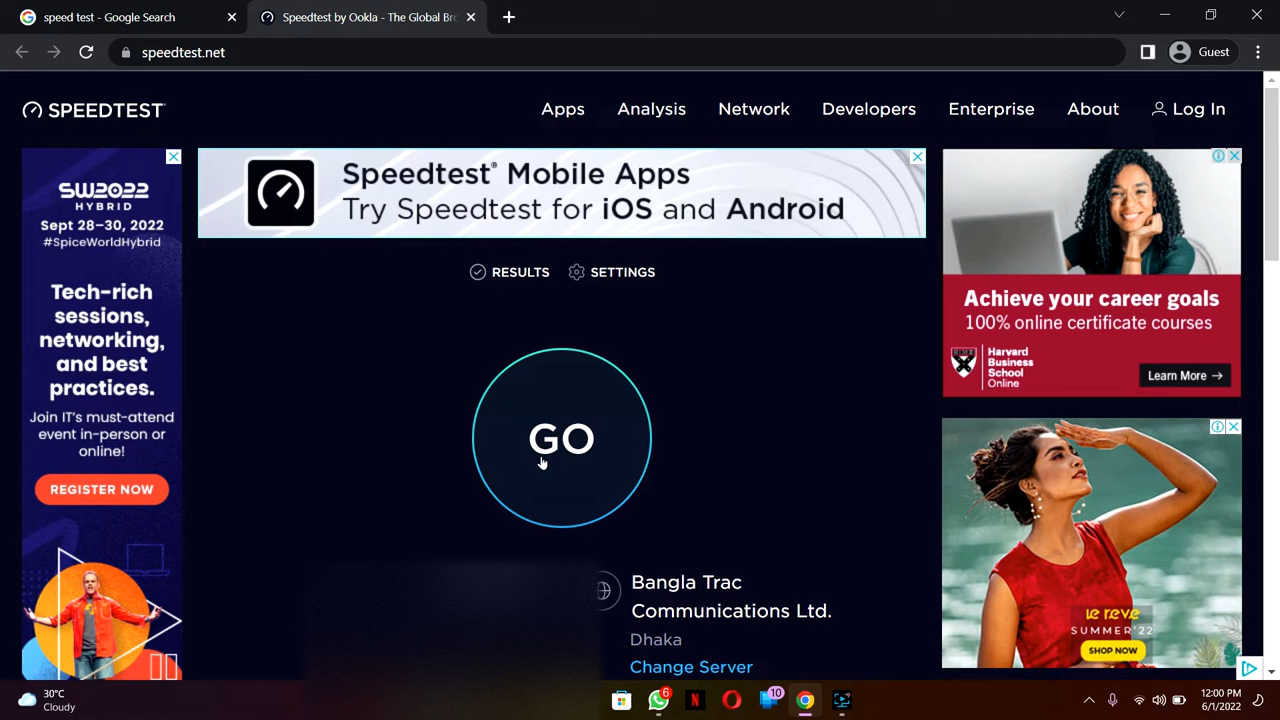 speed test - Google Search
Speedtest by Ookla - The Global Bro
speedtest.net
Guest
SPEEDTEST
Apps
Analysis
Network
Developers
Enterprise
About
Log In
SW2022
HYBRID
Sept 28–30, 2022
#SpiceWorldHybrid
Tech-rich
sessions,
networking,
and best
practices.
Join IT's must-attend
event in-person or
online!
REGISTER NOW
Speedtest® Mobile Apps
Try Speedtest for iOS and Android
RESULTS
SETTINGS
GO
Bangla Trac
Communications Ltd.
Dhaka
Change Server
Achieve your career goals
100% online certificate courses
Harvard
Business
School
Online
Learn More →
le reve
SUMMER'22
SHOP NOW
30°C
Cloudy
6
10
12:00 PM
6/1/2022